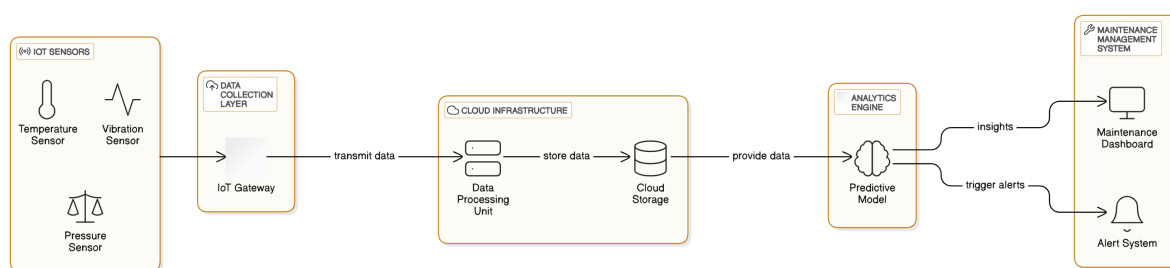 IOT SENSORS
Temperature
Sensor
Vibration
Sensor
Pressure
Sensor
DATA
COLLECTION
LAYER
IoT Gateway
transmit data
CLOUD INFRASTRUCTURE
Data
Processing
Unit
store data
Cloud
Storage
provide data
ANALYTICS
ENGINE
Predictive
Model
insights
trigger alerts
MAINTENANCE
MANAGEMENT
SYSTEM
Maintenance
Dashboard
Alert System